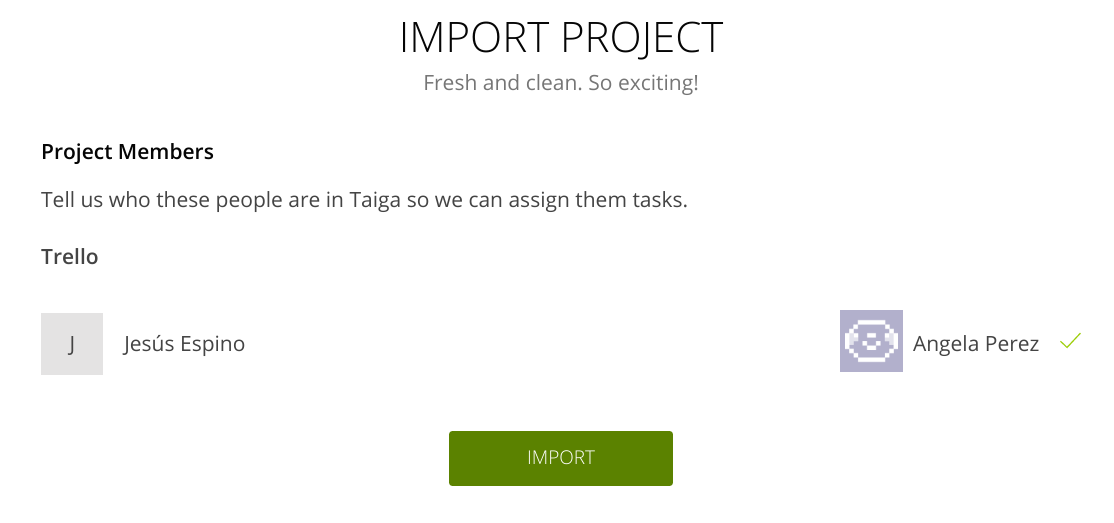 IMPORT PROJECT
Fresh and clean. So exciting!
Project Members
Tell us who these people are in Taiga so we can assign them tasks.
Trello
J Jesús Espino Angela Perez
IMPORT